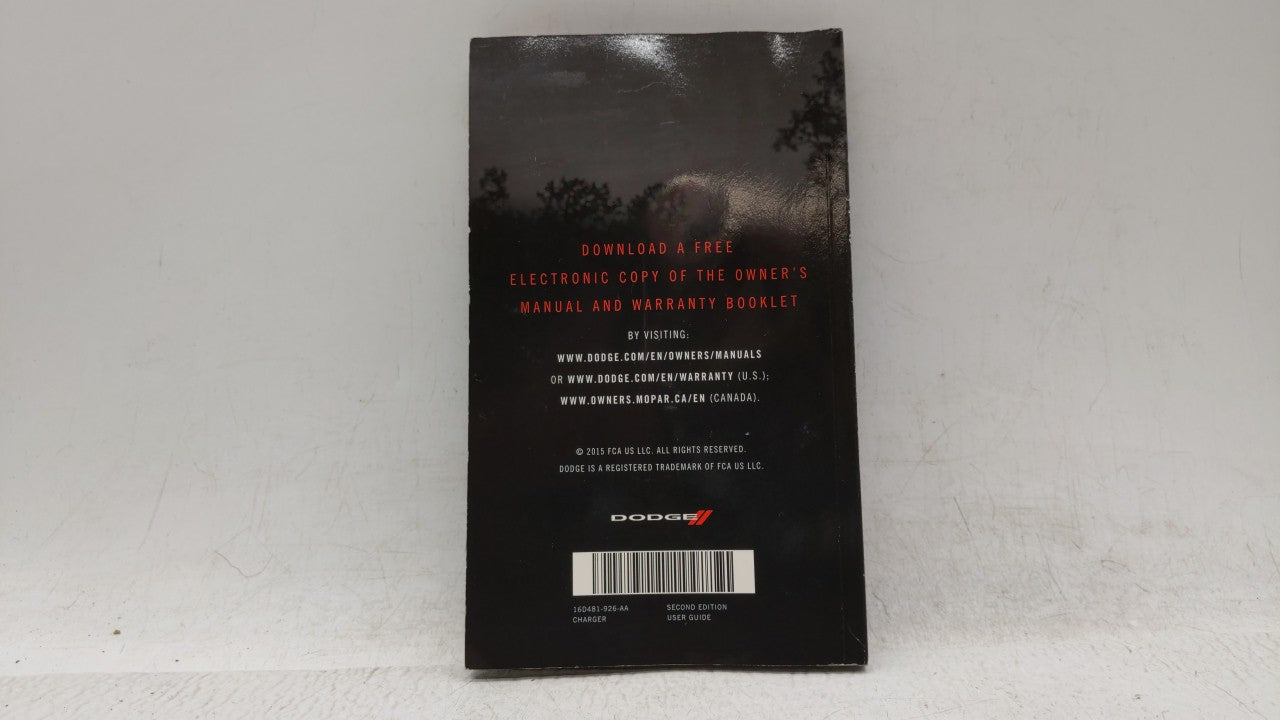 DOWNLOAD A FREE
ELECTRONIC COPY OF THE OWNER'S
MANUAL AND WARRANTY BOOKLET
BY VISITING:
WWW.DODGE.COM/EN/OWNERS/MANUALS
OR WWW.DODGE.COM/EN/WARRANTY (U.S.);
WWW.OWNERS.MOPAR.CA/EN (CANADA).
© 2015 FCA US LLC. ALL RIGHTS RESERVED.
DODGE IS A REGISTERED TRADEMARK OF FCA US LLC.
DODGE
16D481-926-AA SECOND EDITION
CHARGER USER GUIDE